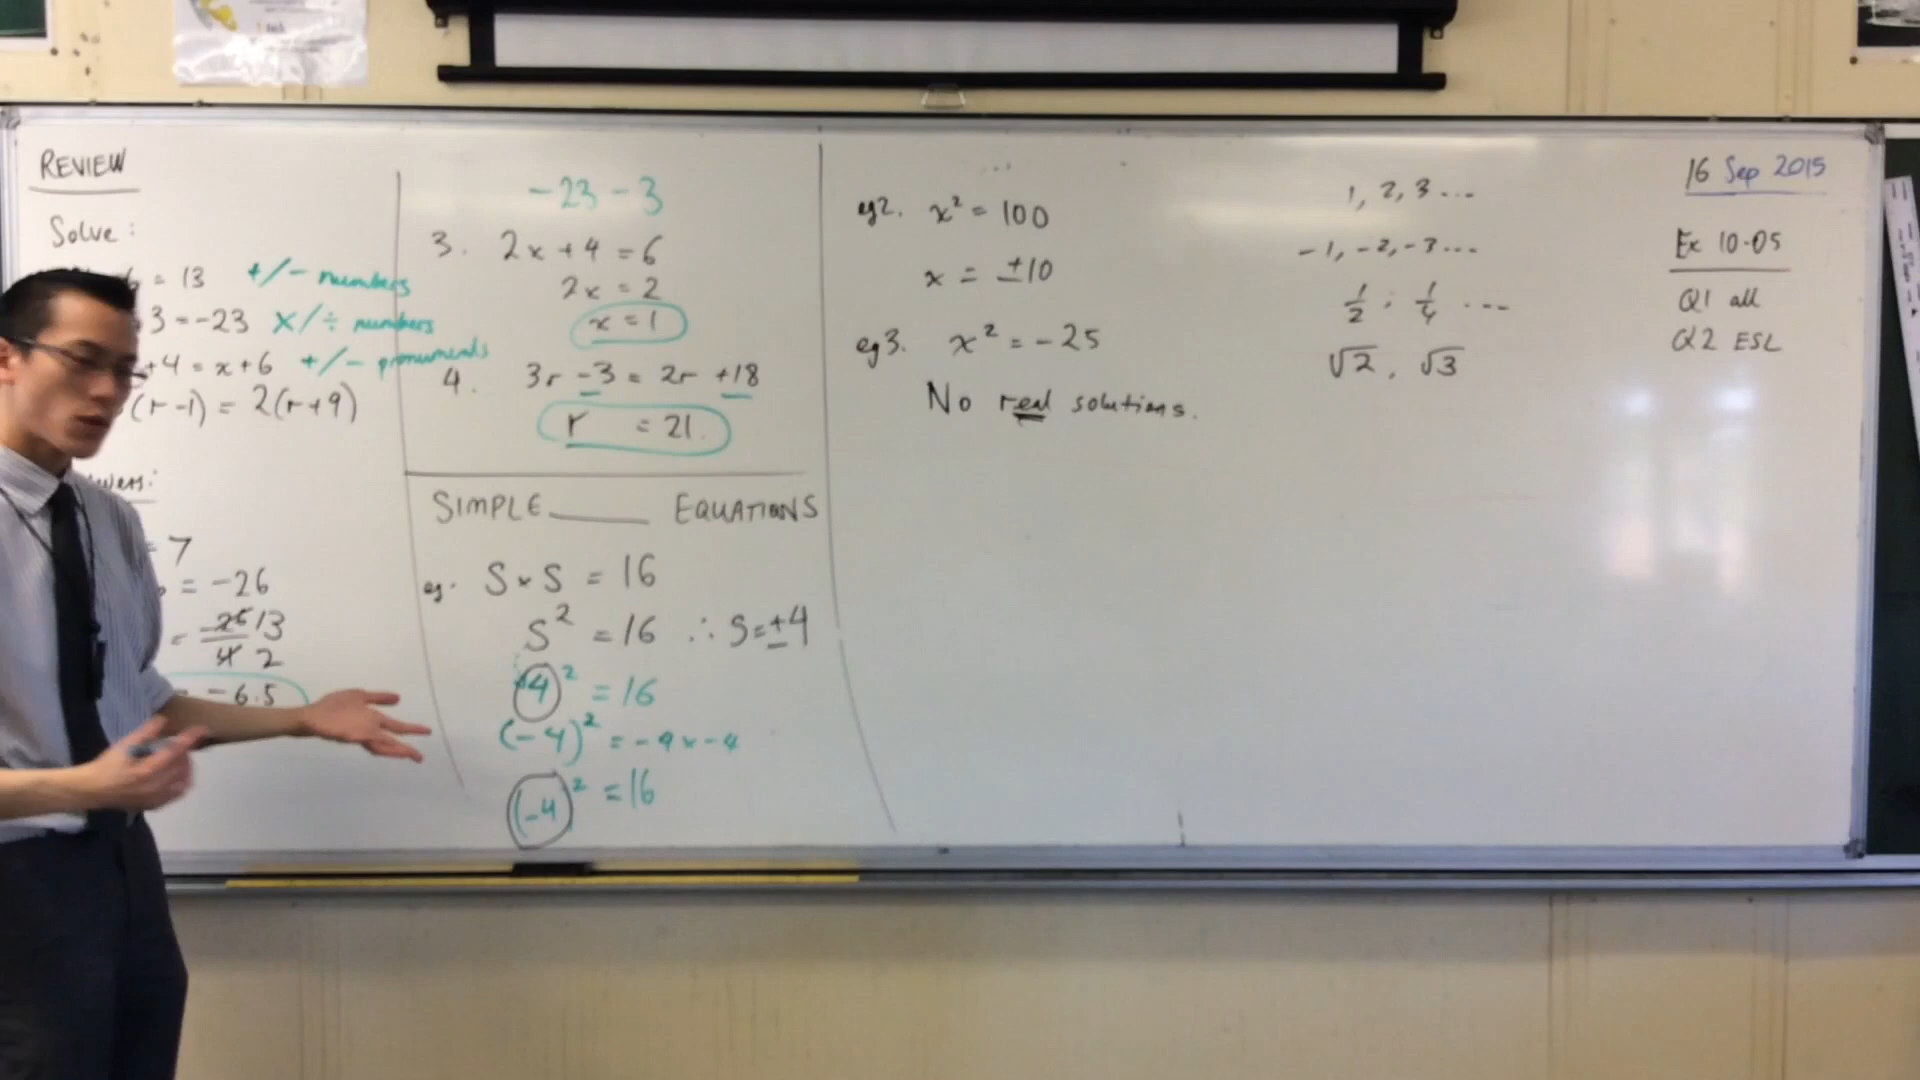 REVIEW
Solve:
= 13 +/- numbers
3 = -23 ×/÷ numbers
+4 = x+6 +/- pronumerals
(r-1) = 2(r+9)
= 7
= -26
= -26 13
4 2
-6.5
-23 - 3
3. 2x + 4 = 6
2x = 2
x = 1
4. 3r - 3 = 2r + 18
r = 21
SIMPLE ______ EQUATIONS
eg. S × S = 16
S² = 16 ∴ S = ±4
4² = 16
(-4)² = -4 × -4
(-4)² = 16
eg2. x² = 100
x = ±10
eg3. x² = -25
No real solutions.
1, 2, 3 ...
-1, -2, -3 ...
1/2, 1/4 ...
√2, √3
16 Sep 2015
Ex 10-05
Q1 all
Q2 ESL